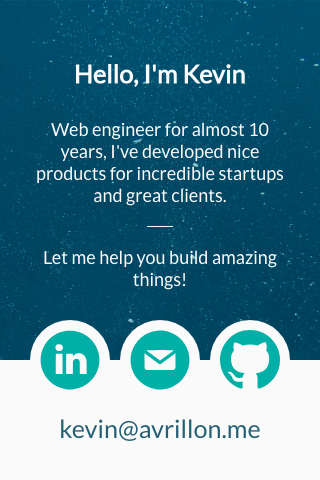 Hello, I'm Kevin
Web engineer for almost 10
years, I've developed nice
products for incredible startups
and great clients.
Let me help you build amazing
things!
in
kevin@avrillon.me